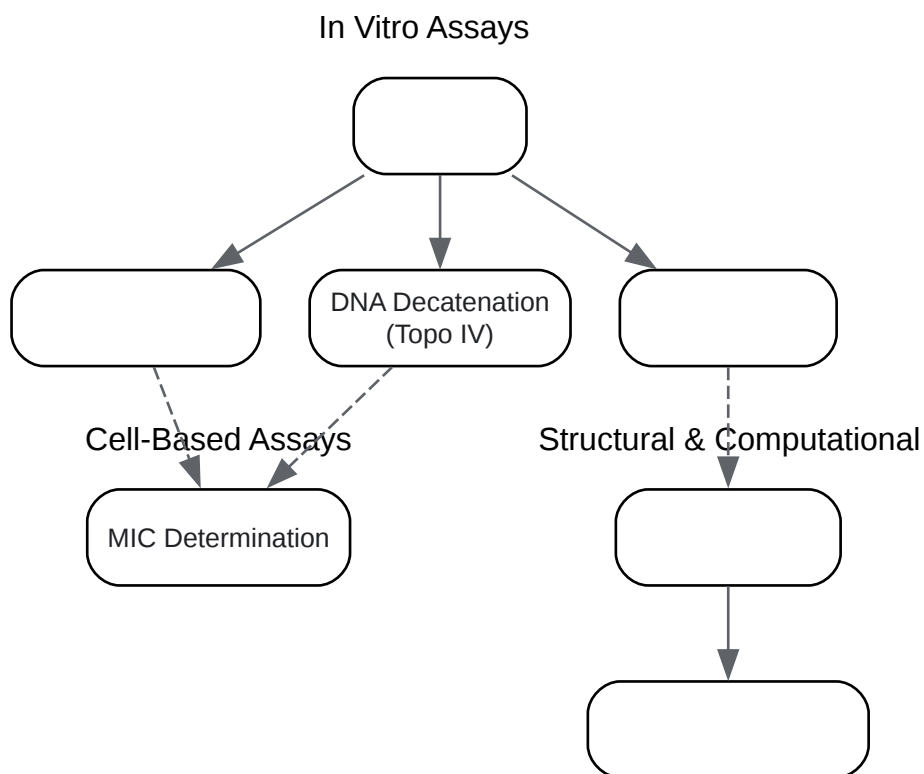 In Vitro Assays
DNA Decatenation
(Topo IV)
Cell-Based Assays
Structural & Computational
MIC Determination